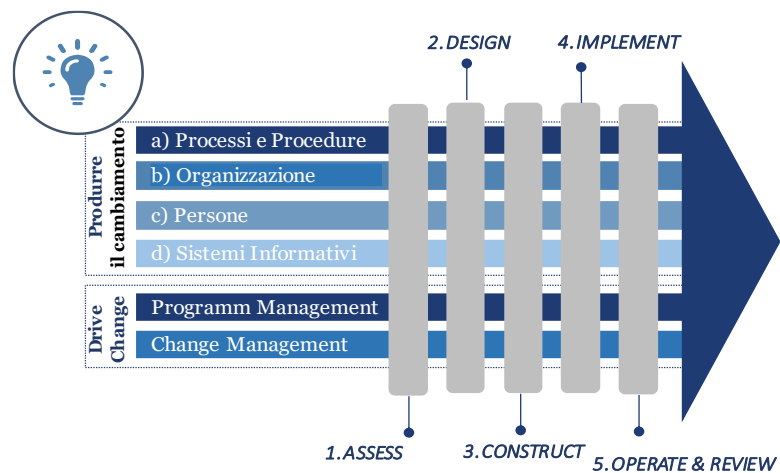 2.DESIGN
4.IMPLEMENT
Produrre
il cambiamento
a) Processi e Procedure
b) Organizzazione
c) Persone
d) Sistemi Informativi
Drive
Change
Programm Management
Change Management
1.ASSESS
3.CONSTRUCT
5.OPERATE & REVIEW